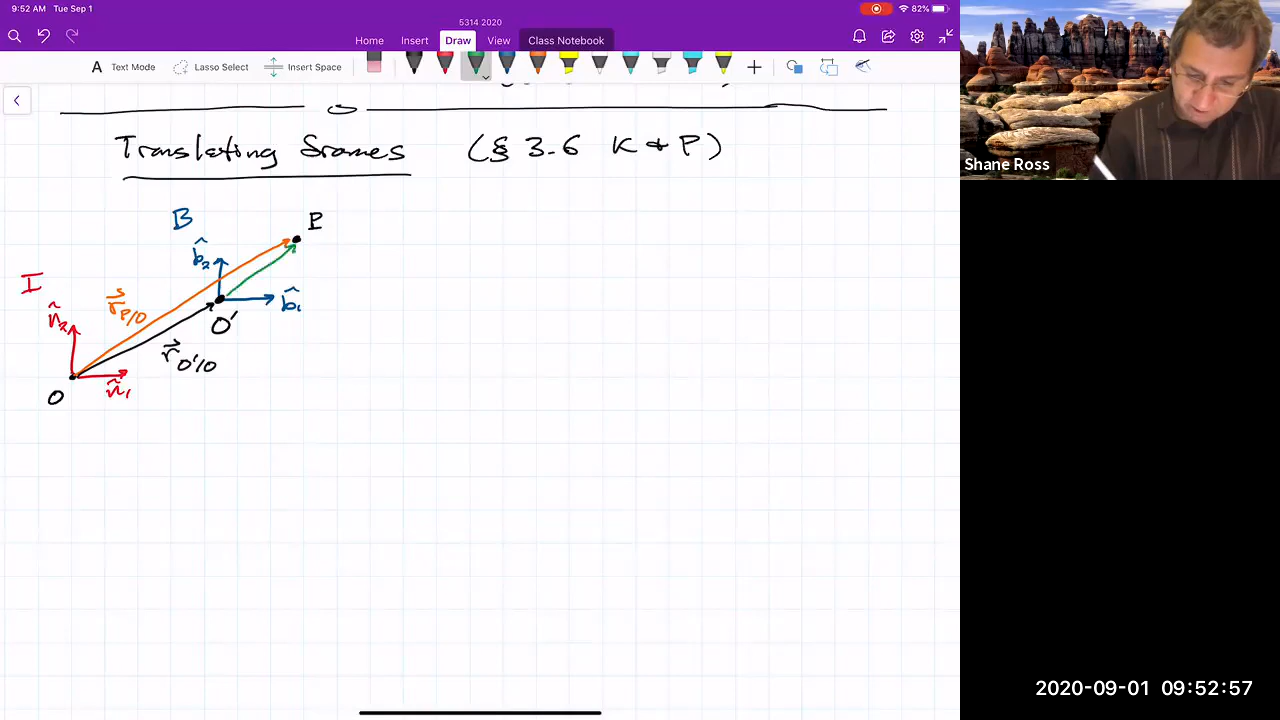 9:52 AM Tue Sep 1
82%
5314 2020
Home Insert Draw View Class Notebook
A Text Mode Lasso Select Insert Space
Translating frames (§ 3.6 K & P)
B
P
b̂₂
I
r⃗P/O
b̂₁
n̂₂
O'
r⃗O'/O
n̂₁
O
Shane Ross
2020-09-01 09:52:57